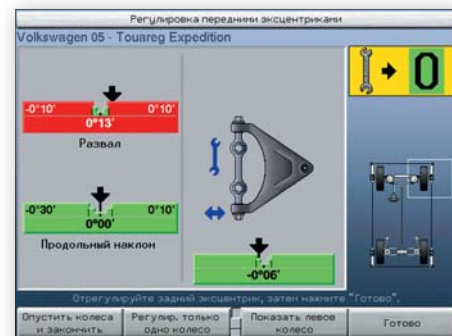 Регулировка передними эксцентриками
Volkswagen 05 - Touareg Expedition
-0°10' 0°10'
0°13'
Развал
-0°30' 0°10'
0°00'
Продольный наклон
-0°06'
0
Отрегулируйте задний эксцентрик, затем нажмите "Готово".
Опустить колеса и закончить
Регулир. только одно колесо
Показать левое колесо
Готово